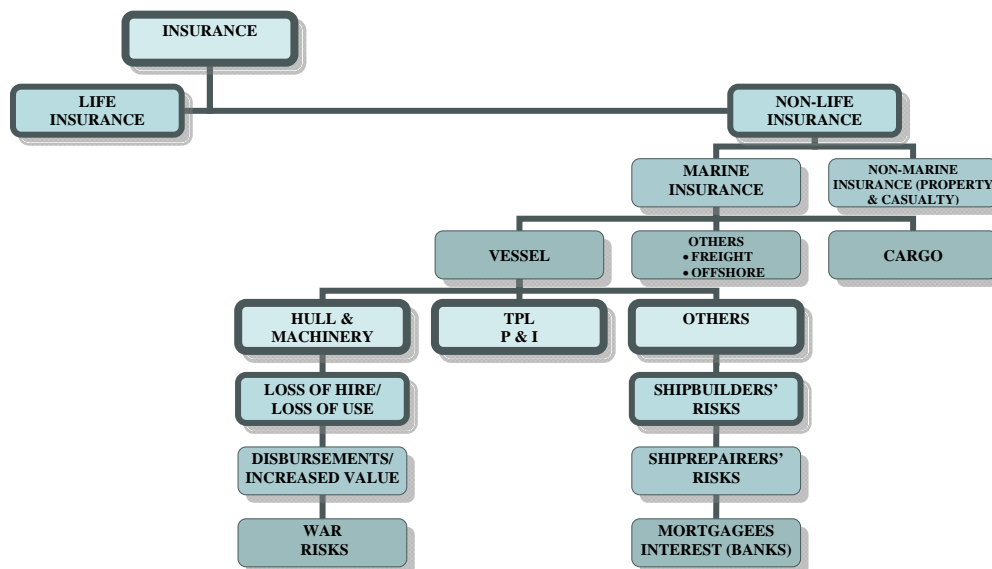 INSURANCE
LIFE
INSURANCE
NON-LIFE
INSURANCE
MARINE
INSURANCE
NON-MARINE
INSURANCE (PROPERTY
& CASUALTY)
VESSEL
OTHERS
• FREIGHT
• OFFSHORE
CARGO
HULL &
MACHINERY
TPL
P & I
OTHERS
LOSS OF HIRE/
LOSS OF USE
SHIPBUILDERS’
RISKS
DISBURSEMENTS/
INCREASED VALUE
SHIPREPAIRERS’
RISKS
WAR
RISKS
MORTGAGEES
INTEREST (BANKS)